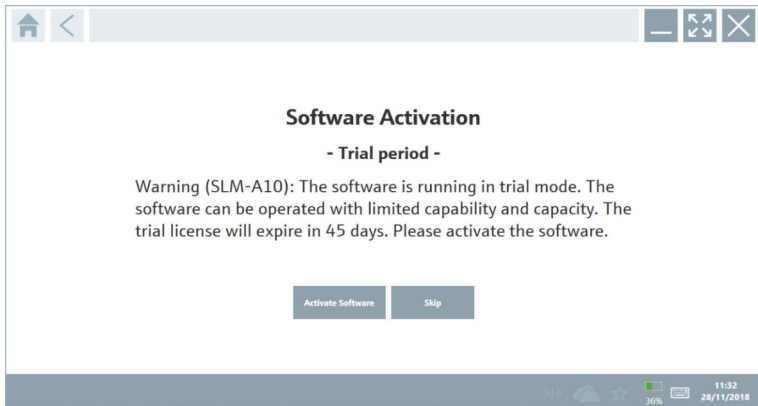 Software Activation
- Trial period -
Warning (SLM-A10): The software is running in trial mode. The
software can be operated with limited capability and capacity. The
trial license will expire in 45 days. Please activate the software.
Activate Software
Skip
36%
11:32
28/11/2018